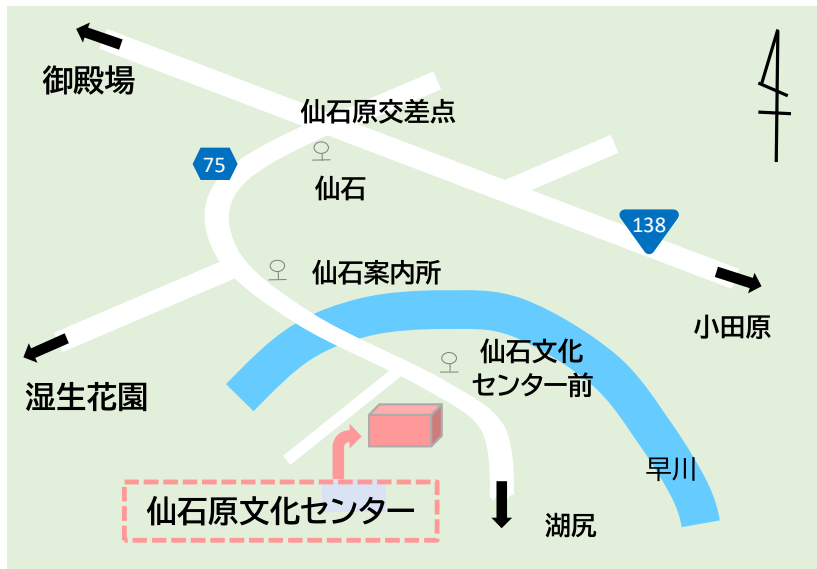 御殿場
仙石原交差点
75
仙石
138
仙石案内所
小田原
仙石文化
センター前
湿生花園
早川
仙石原文化センター
湖尻